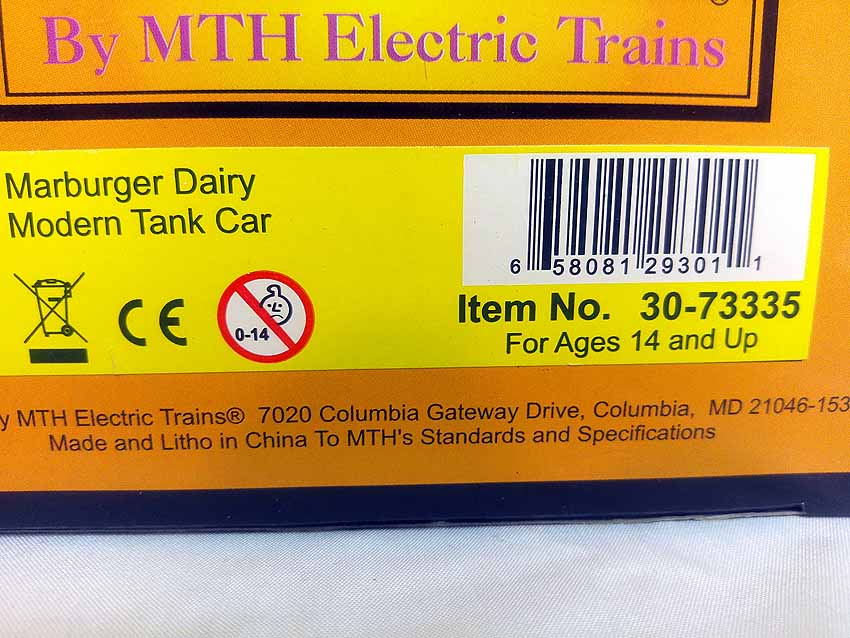 By MTH Electric Trains
Marburger Dairy
Modern Tank Car
6 58081 29301 1
CE
0-14
Item No. 30-73335
For Ages 14 and Up
MTH Electric Trains® 7020 Columbia Gateway Drive, Columbia, MD
Made and Litho in China To MTH's Standards and Specifications